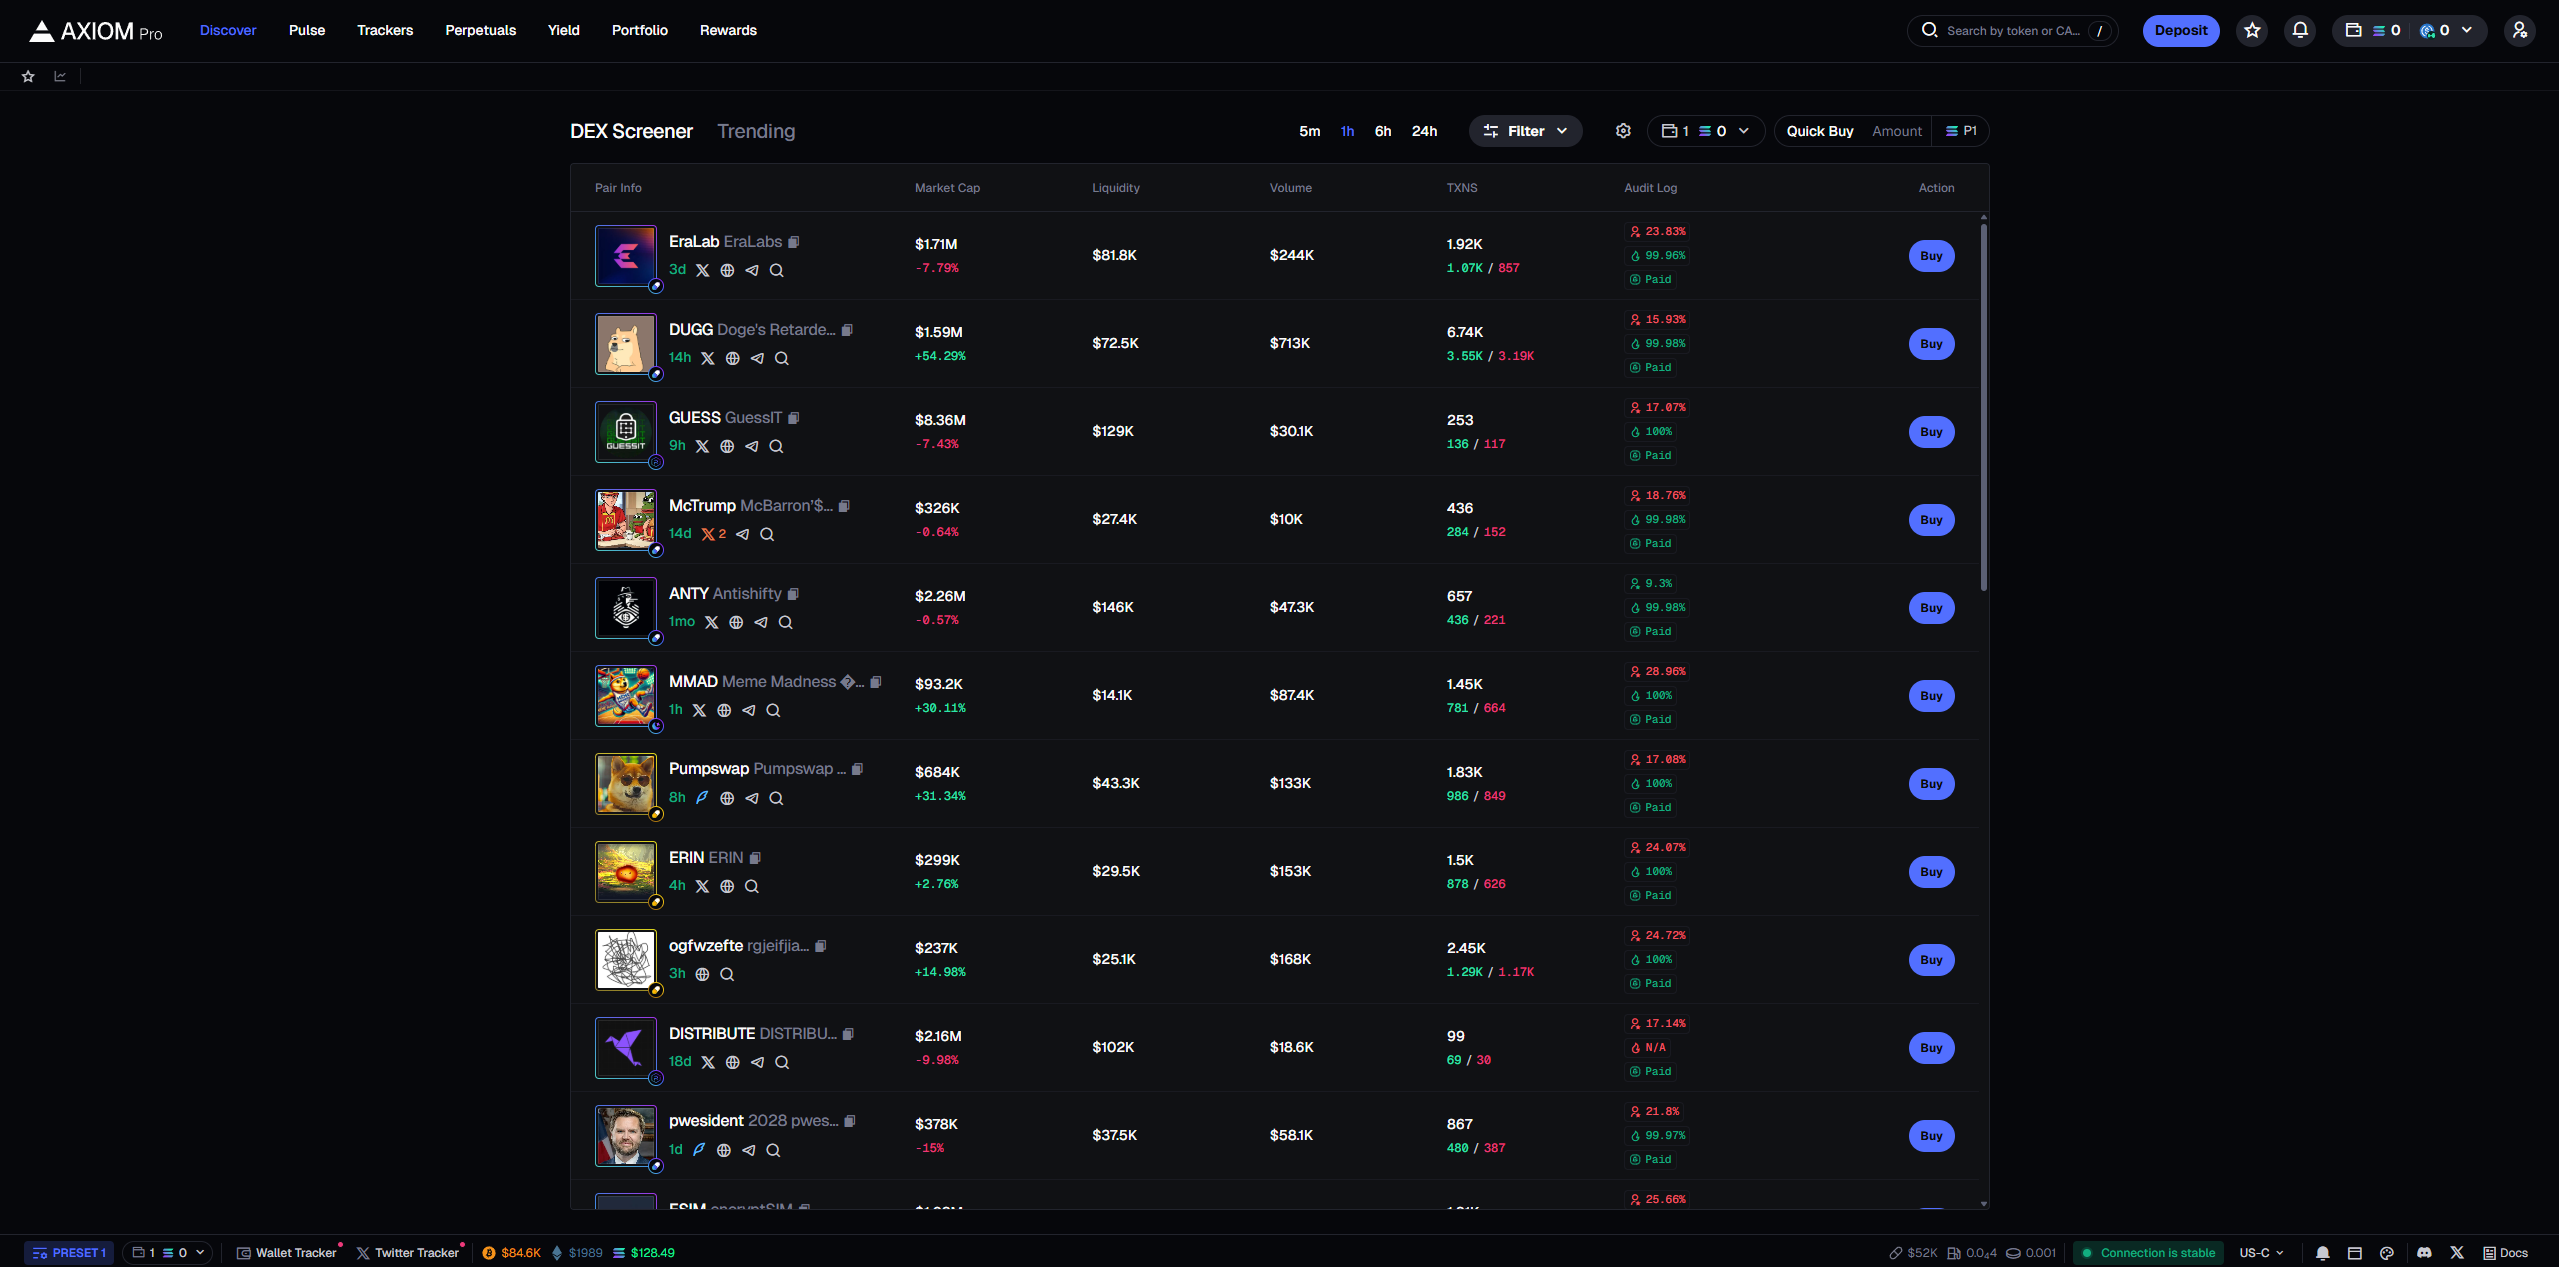 AXIOM Pro Discover Pulse Trackers Perpetuals Yield Portfolio Rewards Search by token or CA... / Deposit 0 0
DEX Screener Trending 5m 1h 6h 24h Filter 1 0 Quick Buy Amount P1
Pair Info Market Cap Liquidity Volume TXNS Audit Log Action
EraLab EraLabs
3d
$1.71M
-7.79%
$81.8K
$244K
1.92K
1.07K / 857
23.83%
99.96%
Paid
Buy
DUGG Doge's Retarde...
14h
$1.59M
+54.29%
$72.5K
$713K
6.74K
3.55K / 3.19K
15.93%
99.98%
Paid
Buy
GUESSIT
GUESS GuessIT
9h
$8.36M
-7.43%
$129K
$30.1K
253
136 / 117
17.07%
100%
Paid
Buy
McTrump McBarron'$...
14d 2
$326K
-0.64%
$27.4K
$10K
436
284 / 152
18.76%
99.98%
Paid
Buy
ANTY Antishifty
1mo
$2.26M
-0.57%
$146K
$47.3K
657
436 / 221
9.3%
99.98%
Paid
Buy
MMAD Meme Madness �...
1h
$93.2K
+30.11%
$14.1K
$87.4K
1.45K
781 / 664
28.96%
100%
Paid
Buy
Pumpswap Pumpswap ...
8h
$684K
+31.34%
$43.3K
$133K
1.83K
986 / 849
17.08%
100%
Paid
Buy
ERIN ERIN
4h
$299K
+2.76%
$29.5K
$153K
1.5K
878 / 626
24.07%
100%
Paid
Buy
ogfwzefte rgjeifjia...
3h
$237K
+14.98%
$25.1K
$168K
2.45K
1.29K / 1.17K
24.72%
100%
Paid
Buy
DISTRIBUTE DISTRIBU...
18d
$2.16M
-9.98%
$102K
$18.6K
99
69 / 30
17.14%
N/A
Paid
Buy
pwesident 2028 pwes...
1d
$378K
-15%
$37.5K
$58.1K
867
480 / 387
21.8%
99.97%
Paid
Buy
ESIM encryptSIM
25.66%
PRESET 1 1 0 Wallet Tracker Twitter Tracker $84.6K $1989 $128.49 $52K 0.0₄4 0.001 Connection is stable US-C Docs